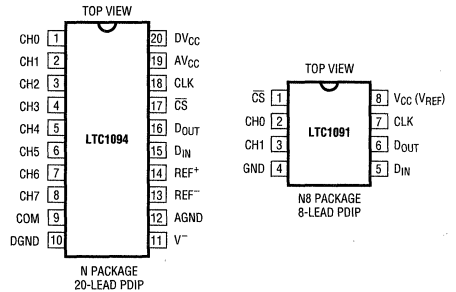 TOP VIEW
CH0 1 20 DVCC
CH1 2 19 AVCC
CH2 3 18 CLK
CH3 4 17 C̅S̅
CH4 5 16 DOUT
CH5 6 15 DIN
CH6 7 14 REF+
CH7 8 13 REF−
COM 9 12 AGND
DGND 10 11 V−
LTC1094
N PACKAGE
20-LEAD PDIP
TOP VIEW
C̅S̅ 1 8 VCC (VREF)
CH0 2 7 CLK
CH1 3 6 DOUT
GND 4 5 DIN
LTC1091
N8 PACKAGE
8-LEAD PDIP